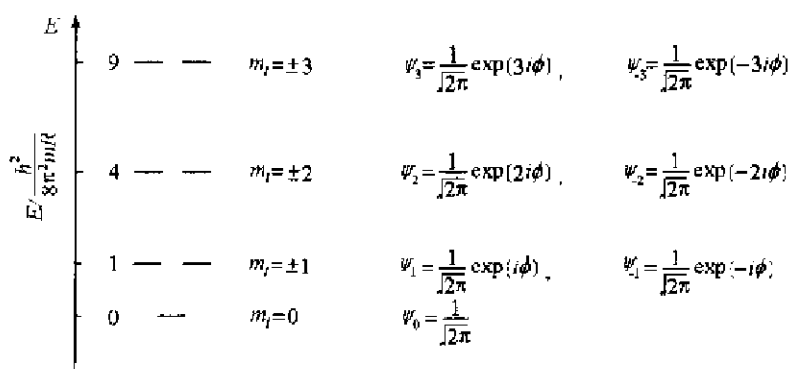 E
9 m_l=±3 ψ_3=1/√2π exp(3iϕ), ψ_-3=1/√2π exp(−3iϕ)
E/ h²/8π²mR
4 m_l=±2 ψ_2=1/√2π exp(2iϕ), ψ_-2=1/√2π exp(−2iϕ)
1 m_l=±1 ψ_1=1/√2π exp(iϕ), ψ_-1=1/√2π exp(−iϕ)
0 m_l=0 ψ_0=1/√2π